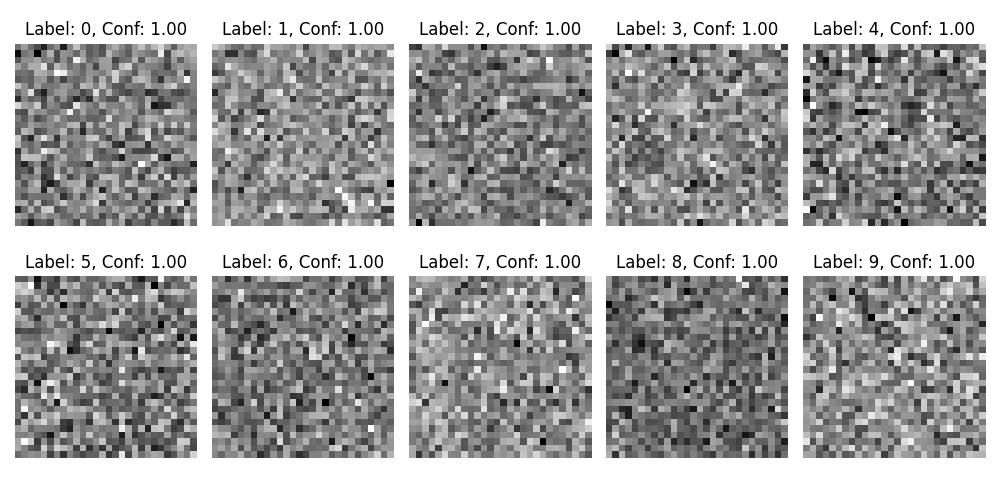 Label: 0, Conf: 1.00
Label: 1, Conf: 1.00
Label: 2, Conf: 1.00
Label: 3, Conf: 1.00
Label: 4, Conf: 1.00
Label: 5, Conf: 1.00
Label: 6, Conf: 1.00
Label: 7, Conf: 1.00
Label: 8, Conf: 1.00
Label: 9, Conf: 1.00